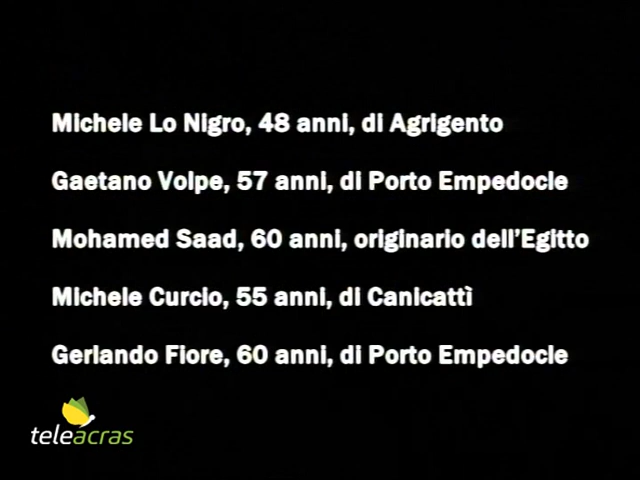 Michele Lo Nigro, 48 anni, di Agrigento
Gaetano Volpe, 57 anni, di Porto Empedocle
Mohamed Saad, 60 anni, originario dell'Egitto
Michele Curcio, 55 anni, di Canicattì
Gerlando Fiore, 60 anni, di Porto Empedocle
teleacras